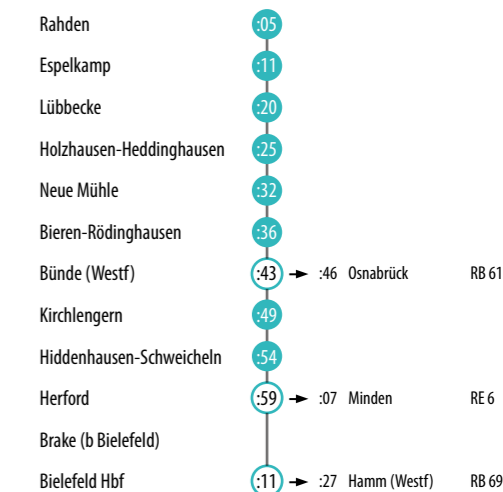 Rahden :05
Espelkamp :11
Lübbecke :20
Holzhausen-Heddinghausen :25
Neue Mühle :32
Bieren-Rödinghausen :36
Bünde (Westf) :43 → :46 Osnabrück RB 61
Kirchlengern :49
Hiddenhausen-Schweicheln :54
Herford :59 → :07 Minden RE 6
Brake (b Bielefeld)
Bielefeld Hbf :11 → :27 Hamm (Westf) RB 69